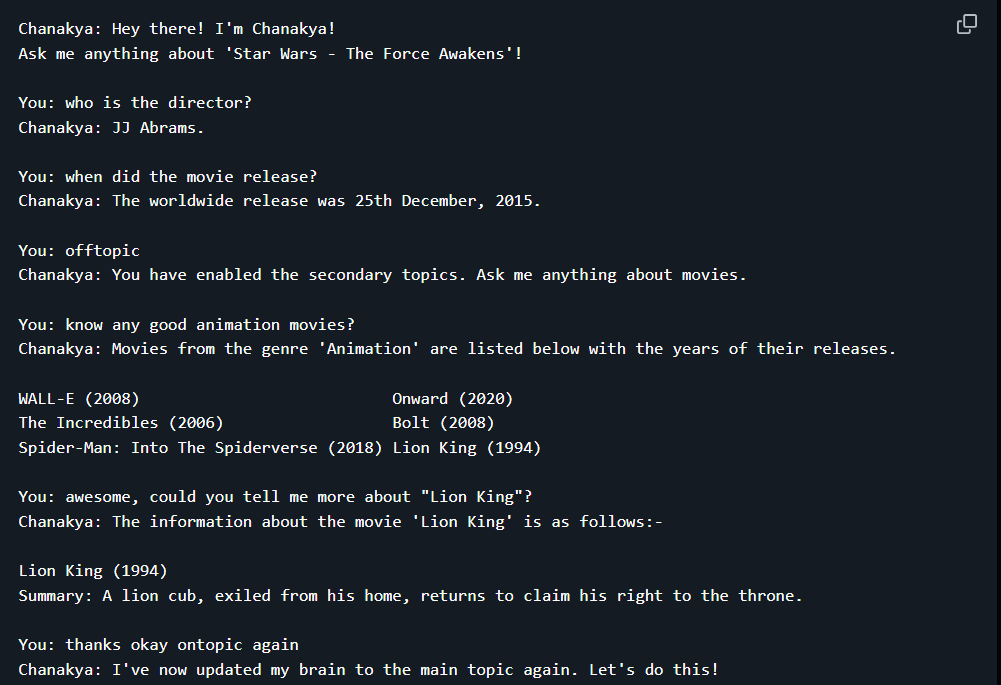 Chanakya: Hey there! I'm Chanakya!
Ask me anything about 'Star Wars - The Force Awakens'!
You: who is the director?
Chanakya: JJ Abrams.
You: when did the movie release?
Chanakya: The worldwide release was 25th December, 2015.
You: offtopic
Chanakya: You have enabled the secondary topics. Ask me anything about movies.
You: know any good animation movies?
Chanakya: Movies from the genre 'Animation' are listed below with the years of their releases.
WALL-E (2008) Onward (2020)
The Incredibles (2006) Bolt (2008)
Spider-Man: Into The Spiderverse (2018) Lion King (1994)
You: awesome, could you tell me more about "Lion King"?
Chanakya: The information about the movie 'Lion King' is as follows:-
Lion King (1994)
Summary: A lion cub, exiled from his home, returns to claim his right to the throne.
You: thanks okay ontopic again
Chanakya: I've now updated my brain to the main topic again. Let's do this!